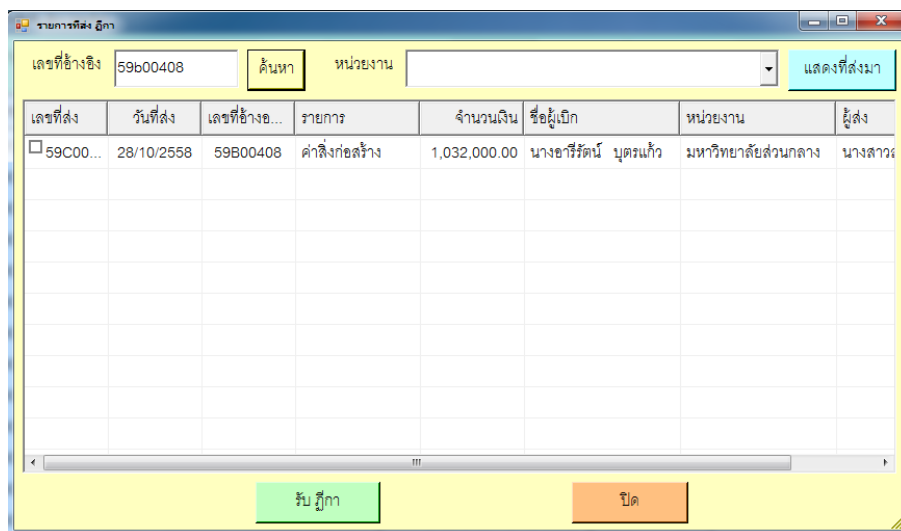 รายการที่ส่ง ฎีกา
เลขที่อ้างอิง 59b00408 ค้นหา หน่วยงาน แสดงที่ส่งมา
เลขที่ส่ง วันที่ส่ง เลขที่อ้างอ... รายการ จำนวนเงิน ชื่อผู้เบิก หน่วยงาน ผู้ส่ง
59C00... 28/10/2558 59B00408 ค่าสิ่งก่อสร้าง 1,032,000.00 นางอารีรัตน์ บุตรแก้ว มหาวิทยาลัยส่วนกลาง นางสาว
รับ ฎีกา ปิด